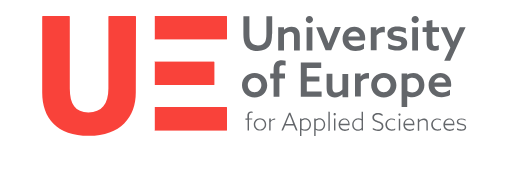 UE
University
of Europe
for Applied Sciences